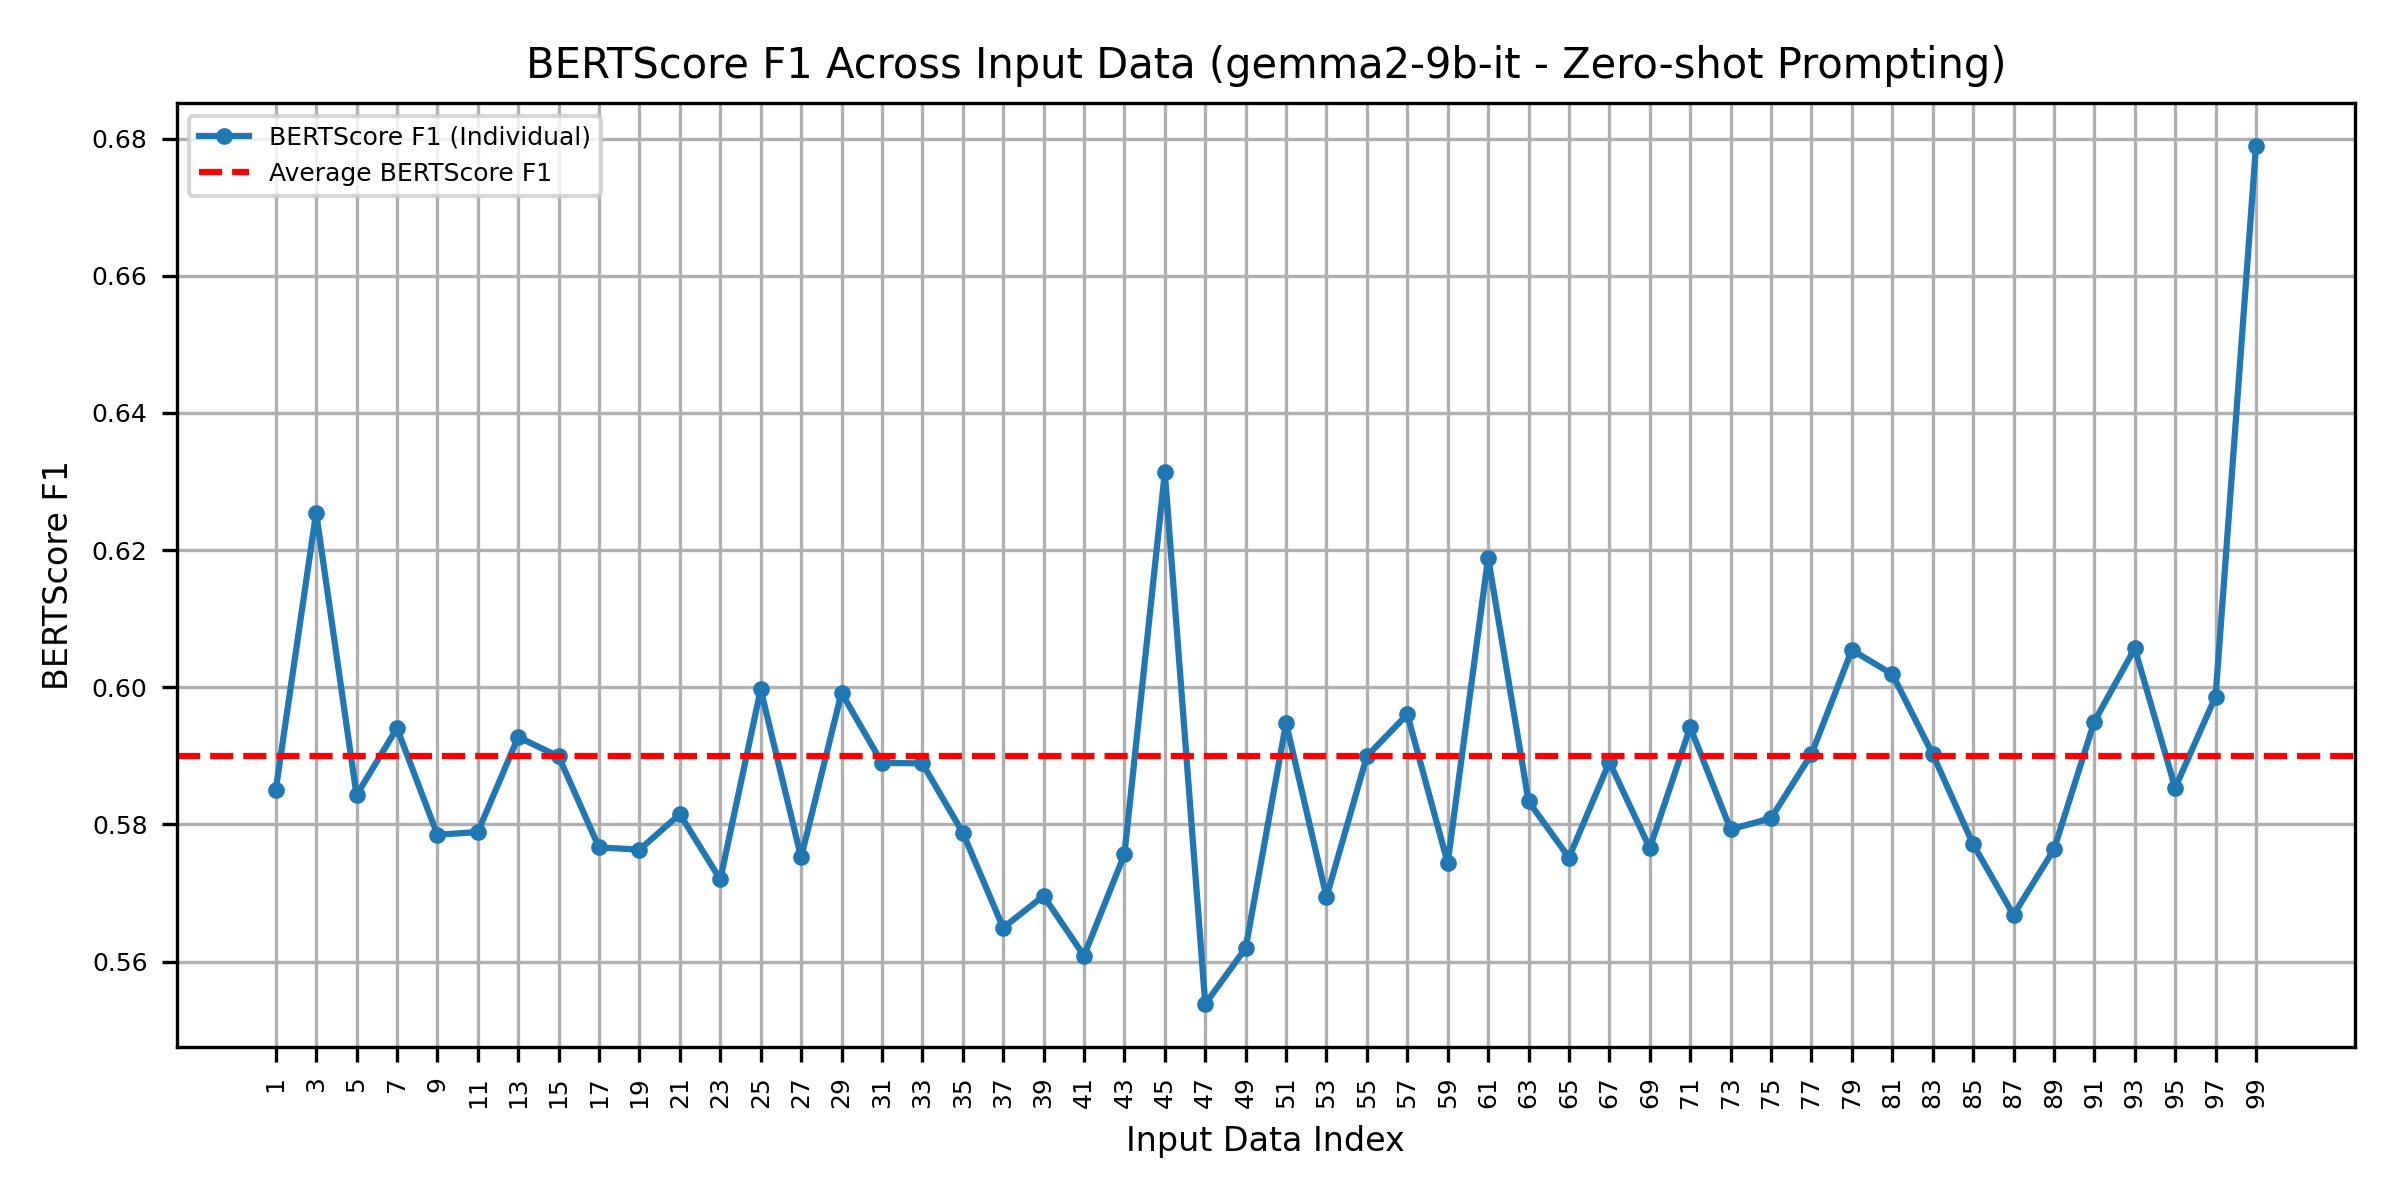 BERTScore F1 Across Input Data (gemma2-9b-it - Zero-shot Prompting)
BERTScore F1 (Individual)
Average BERTScore F1
BERTScore F1
0.68
0.66
0.64
0.62
0.60
0.58
0.56
1 3 5 7 9 11 13 15 17 19 21 23 25 27 29 31 33 35 37 39 41 43 45 47 49 51 53 55 57 59 61 63 65 67 69 71 73 75 77 79 81 83 85 87 89 91 93 95 97 99
Input Data Index